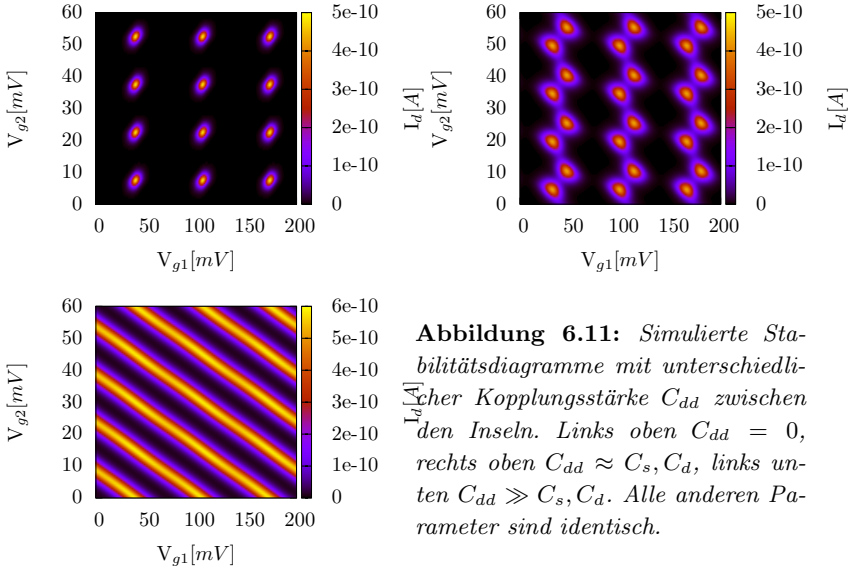 60
50
40
30
20
10
0
V_{g2}[mV]
0 50 100 150 200
V_{g1}[mV]
5e-10
4e-10
3e-10
2e-10
1e-10
0
I_d[A]
60
50
40
30
20
10
0
V_{g2}[mV]
0 50 100 150 200
V_{g1}[mV]
5e-10
4e-10
3e-10
2e-10
1e-10
0
I_d[A]
60
50
40
30
20
10
0
V_{g2}[mV]
0 50 100 150 200
V_{g1}[mV]
6e-10
5e-10
4e-10
3e-10
2e-10
1e-10
0
I_d[A]
Abbildung 6.11: Simulierte Sta-
bilitätsdiagramme mit unterschiedli-
cher Kopplungsstärke C_{dd} zwischen
den Inseln. Links oben C_{dd} = 0,
rechts oben C_{dd} ≈ C_s, C_d, links un-
ten C_{dd} ≫ C_s, C_d. Alle anderen Pa-
rameter sind identisch.